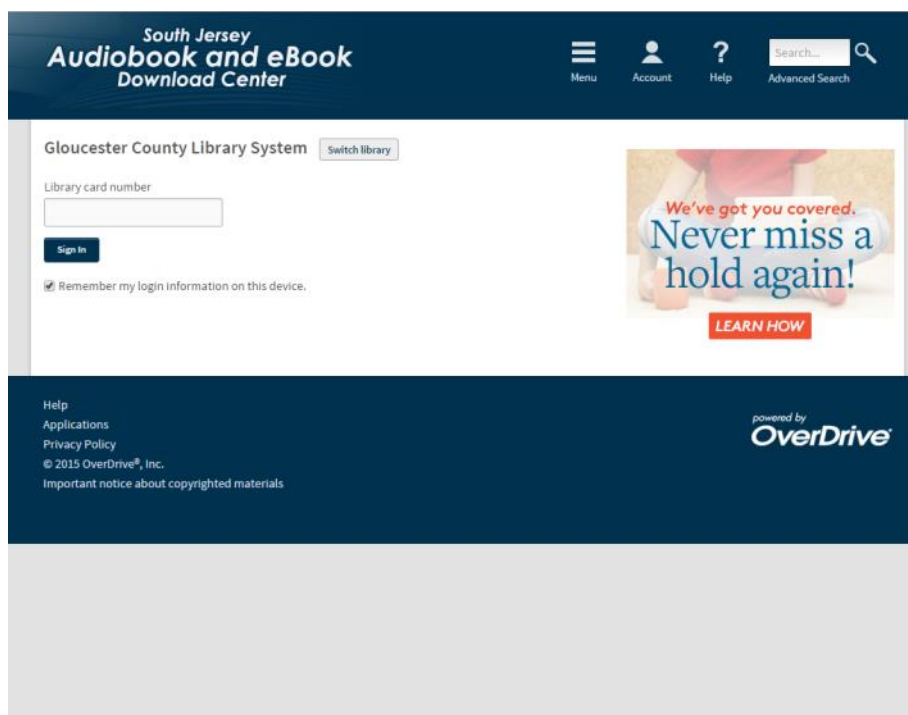 South Jersey
Audiobook and eBook
Download Center
Menu
Account
?
Help
Search...
Advanced Search
Gloucester County Library System
Switch library
Library card number
Sign In
Remember my login information on this device.
We've got you covered.
Never miss a
hold again!
LEARN HOW
Help
Applications
Privacy Policy
© 2015 OverDrive®, Inc.
Important notice about copyrighted materials
powered by
OverDrive®